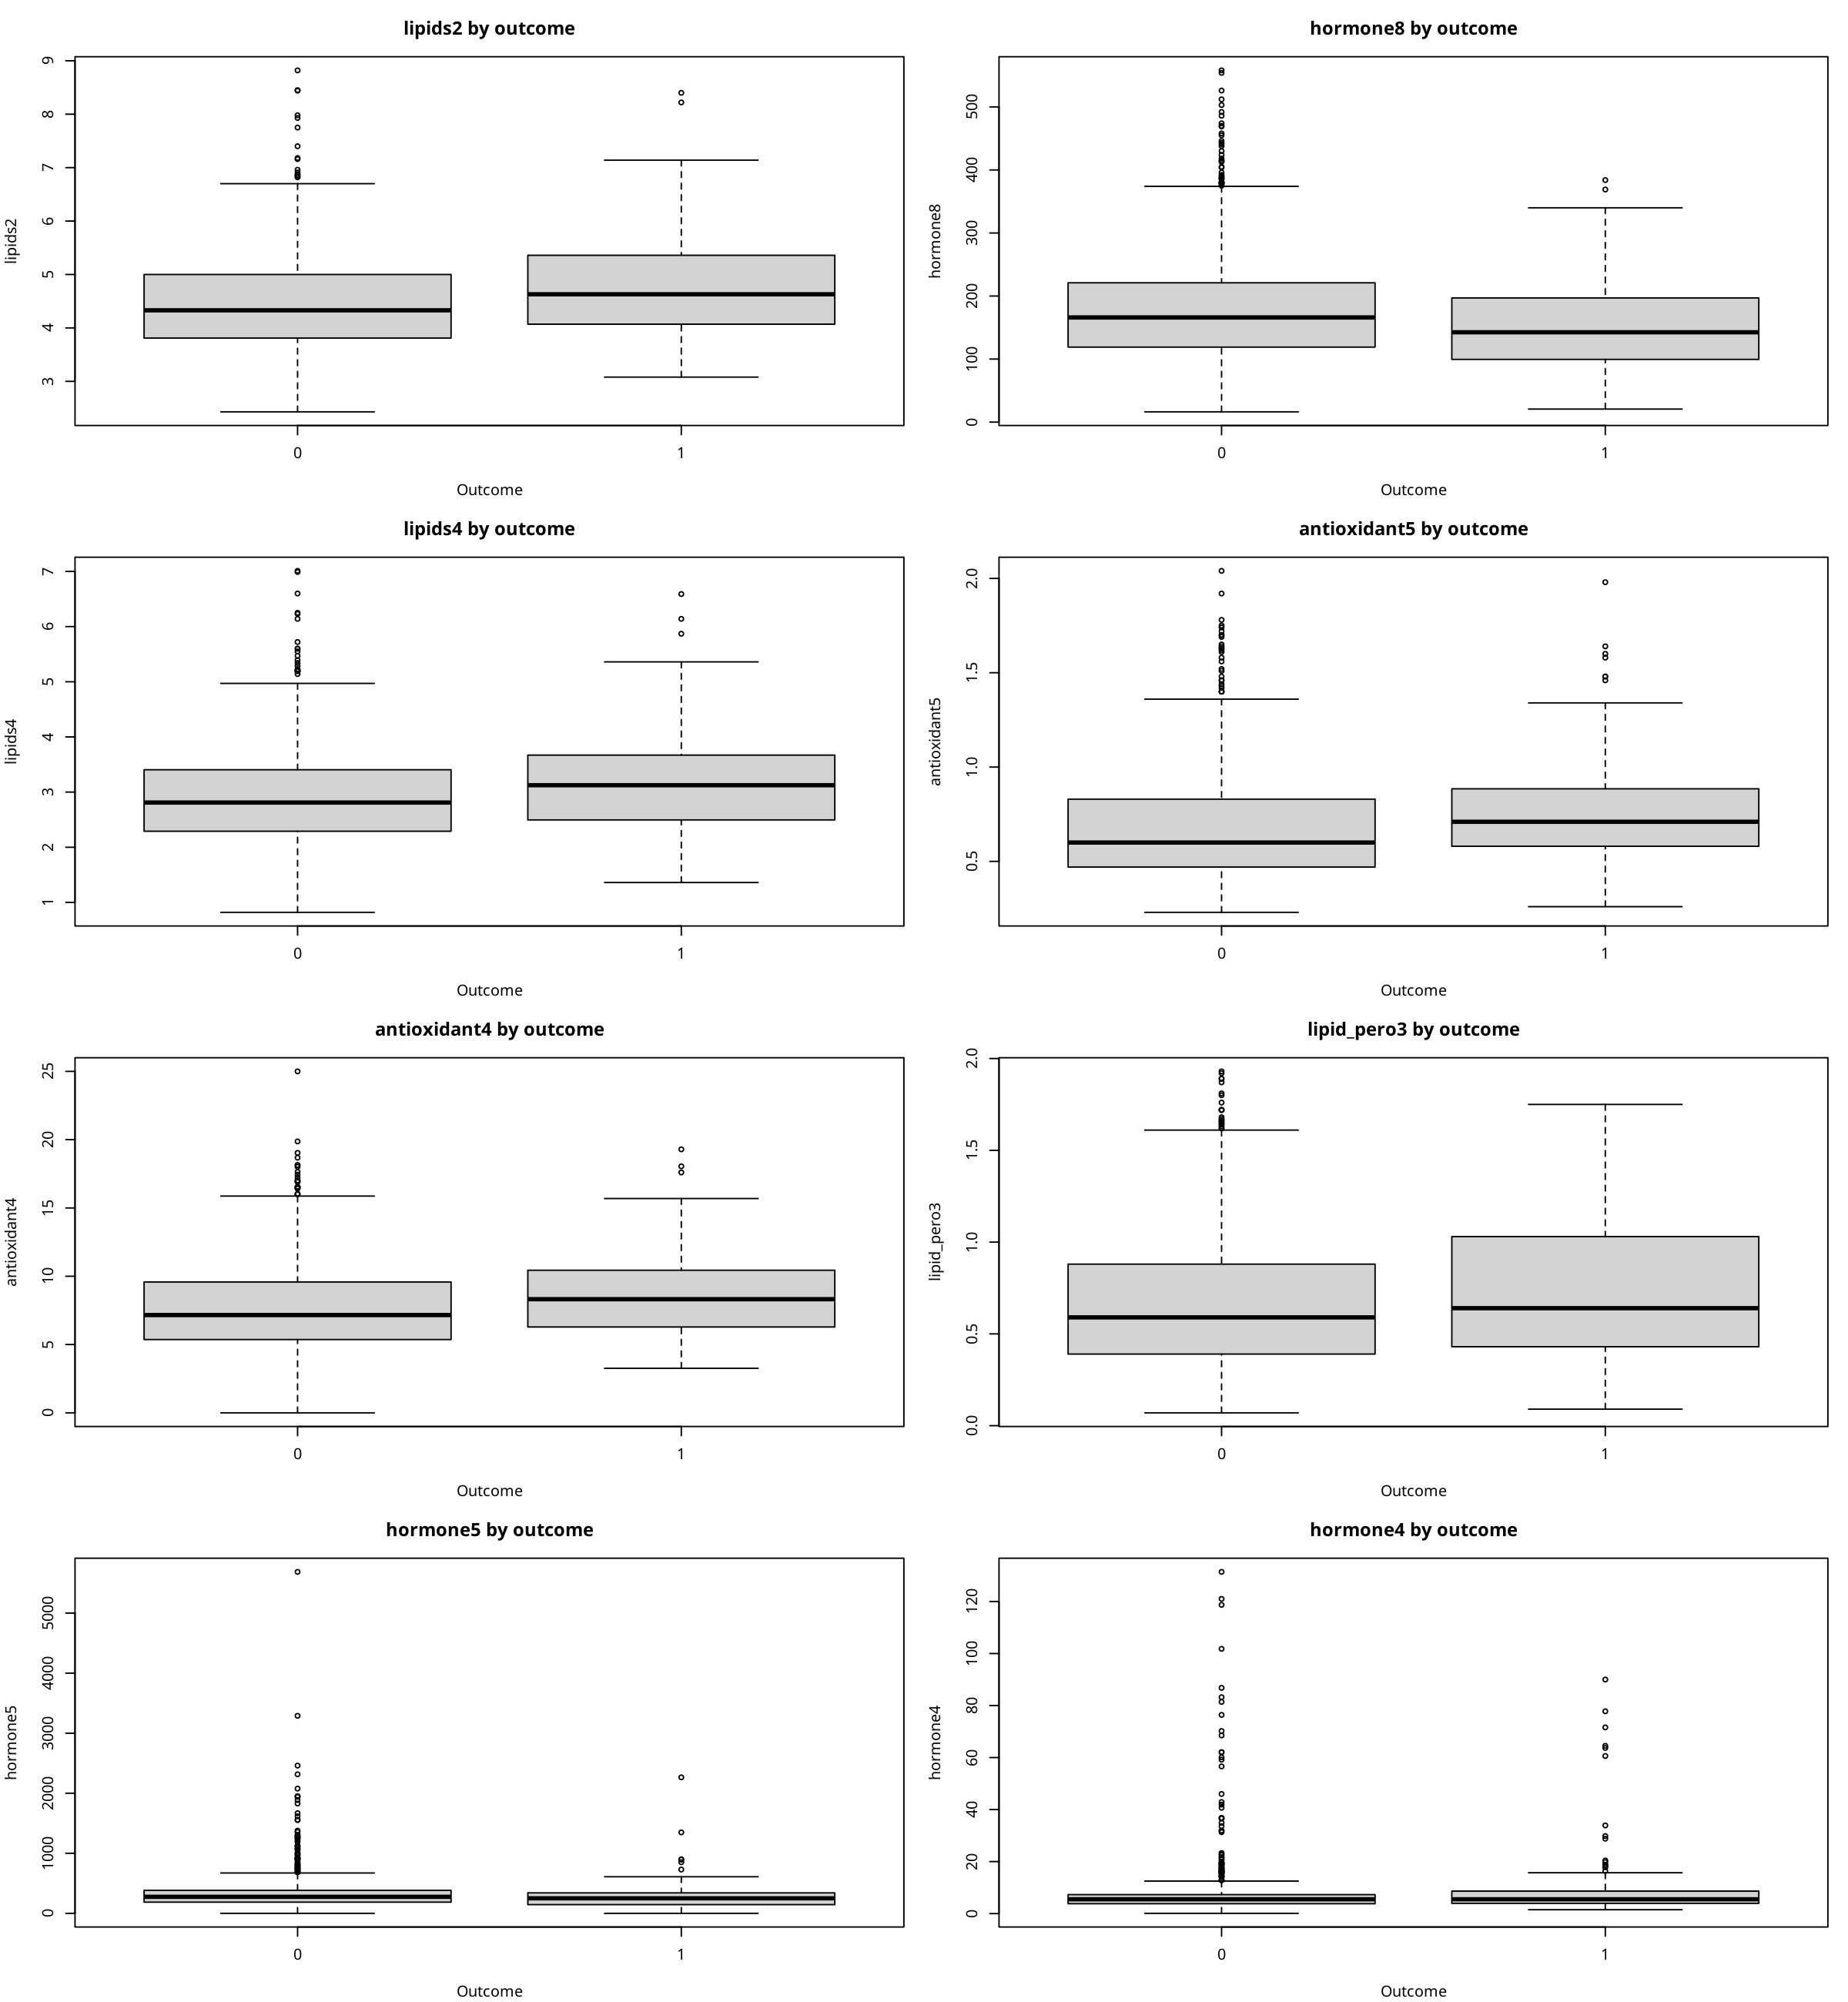 lipids2 by outcome
lipids2
3 4 5 6 7 8 9
0 1
Outcome
hormone8 by outcome
hormone8
0 100 200 300 400 500
0 1
Outcome
lipids4 by outcome
lipids4
1 2 3 4 5 6 7
0 1
Outcome
antioxidant5 by outcome
antioxidant5
0.5 1.0 1.5 2.0
0 1
Outcome
antioxidant4 by outcome
antioxidant4
0 5 10 15 20 25
0 1
Outcome
lipid_pero3 by outcome
lipid_pero3
0.0 0.5 1.0 1.5 2.0
0 1
Outcome
hormone5 by outcome
hormone5
0 1000 2000 3000 4000 5000
0 1
Outcome
hormone4 by outcome
hormone4
0 20 40 60 80 100 120
0 1
Outcome